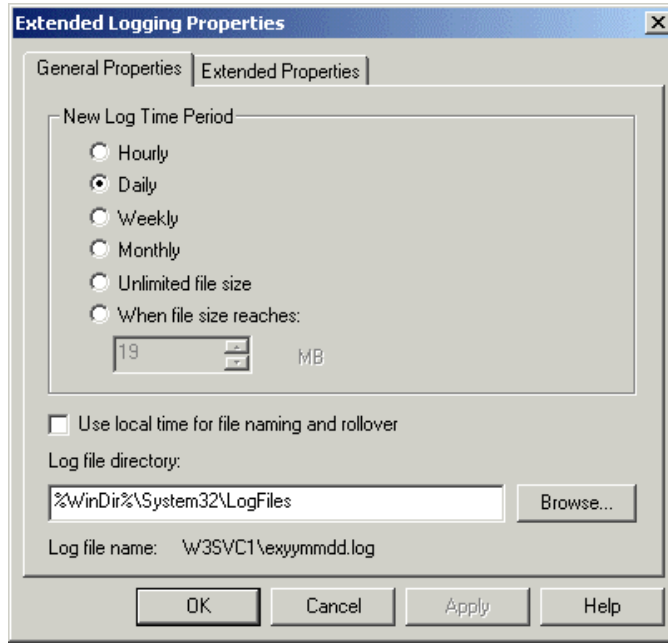 Extended Logging Properties
General Properties
Extended Properties
New Log Time Period
Hourly
Daily
Weekly
Monthly
Unlimited file size
When file size reaches:
19
MB
Use local time for file naming and rollover
Log file directory:
%WinDir%\System32\LogFiles
Browse...
Log file name: W3SVC1\exyymmdd.log
OK
Cancel
Apply
Help